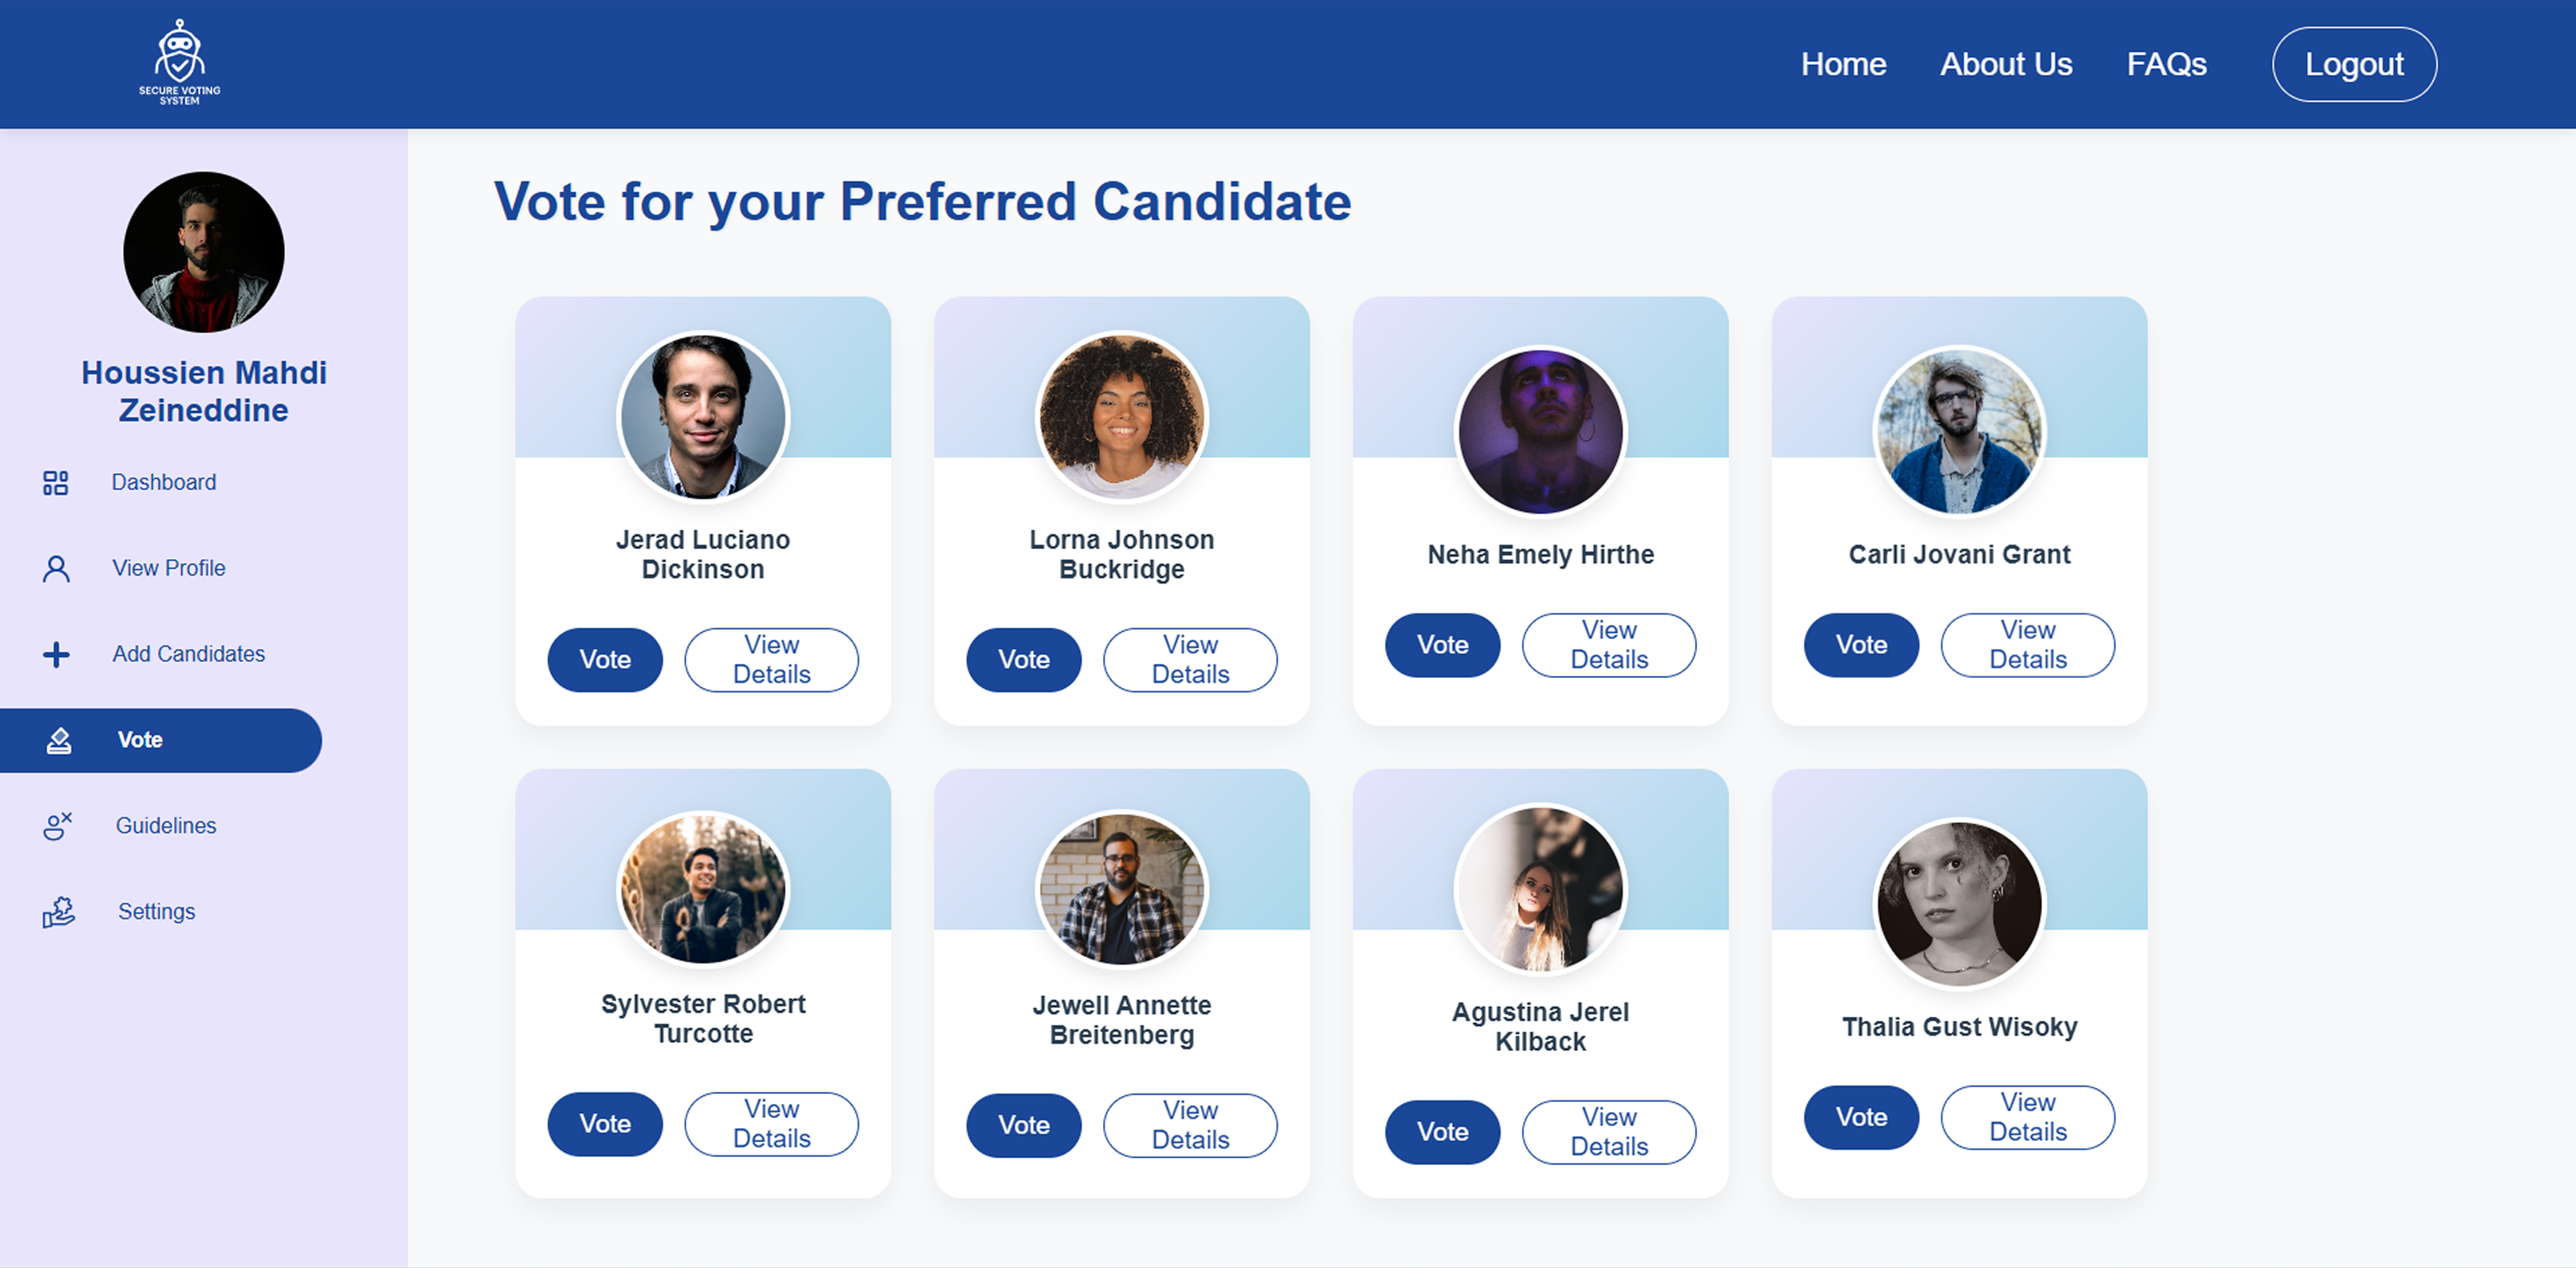 SECURE VOTING
SYSTEM
Home About Us FAQs Logout
Houssien Mahdi
Zeineddine
Dashboard
View Profile
Add Candidates
Vote
Guidelines
Settings
Vote for your Preferred Candidate
Jerad Luciano
Dickinson
Vote
View
Details
Lorna Johnson
Buckridge
Vote
View
Details
Neha Emely Hirthe
Vote
View
Details
Carli Jovani Grant
Vote
View
Details
Sylvester Robert
Turcotte
Vote
View
Details
Jewell Annette
Breitenberg
Vote
View
Details
Agustina Jerel
Kilback
Vote
View
Details
Thalia Gust Wisoky
Vote
View
Details